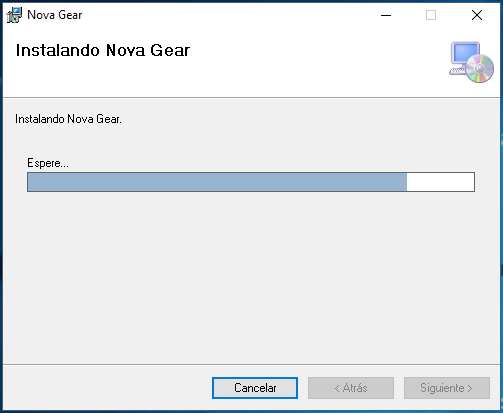 Nova Gear
Instalando Nova Gear
Instalando Nova Gear.
Espere...
Cancelar
< Atrás
Siguiente >